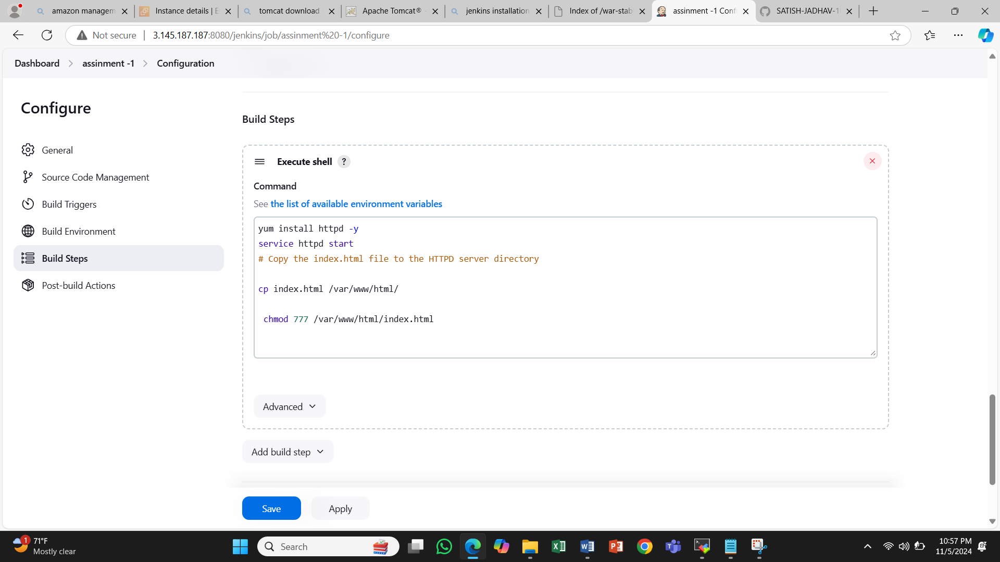 amazon managem
Instance details | E
tomcat download
Apache Tomcat® -
jenkins installation
Index of /war-stab
assinment -1 Confi
SATISH-JADHAV-1
Not secure
3.145.187.187:8080/jenkins/job/assinment%20-1/configure
Dashboard
assinment -1
Configuration
Configure
General
Source Code Management
Build Triggers
Build Environment
Build Steps
Post-build Actions
Build Steps
Execute shell ?
Command
See the list of available environment variables
yum install httpd -y
service httpd start
# Copy the index.html file to the HTTPD server directory
cp index.html /var/www/html/
chmod 777 /var/www/html/index.html
Advanced
Add build step
Save
Apply
1
71°F
Mostly clear
Search
10:57 PM
11/5/2024